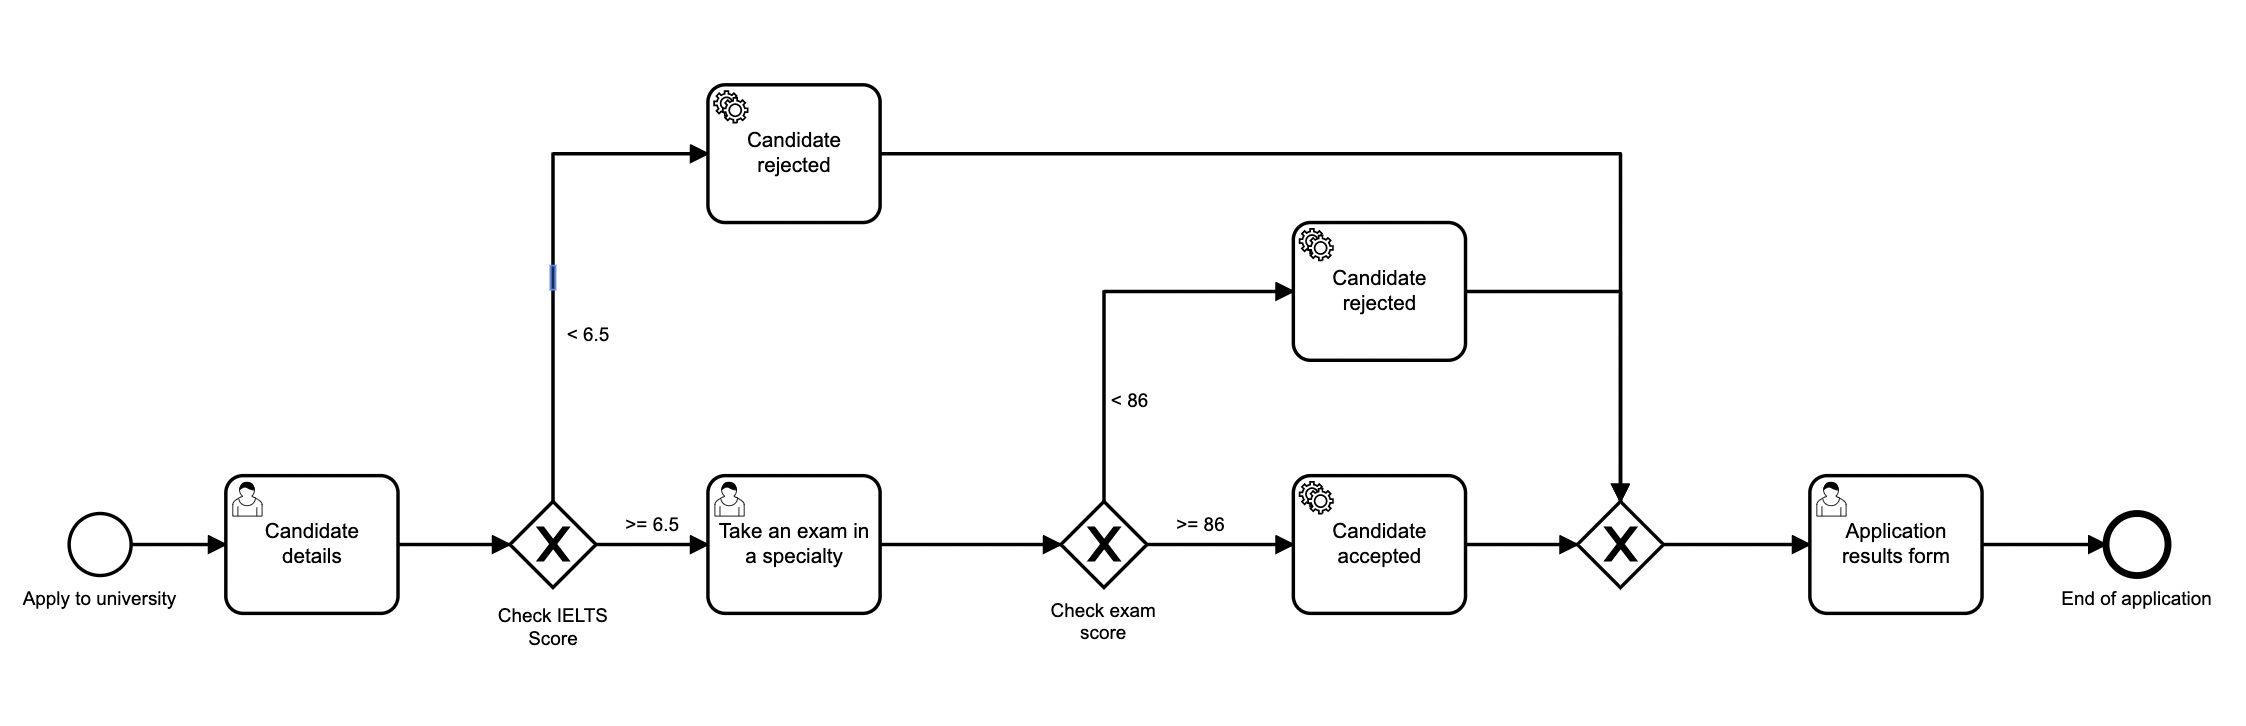 Candidate
rejected
Candidate
rejected
< 6.5
< 86
Apply to university
Candidate
details
Check IELTS
Score
>= 6.5
Take an exam in
a specialty
Check exam
score
>= 86
Candidate
accepted
Application
results form
End of application